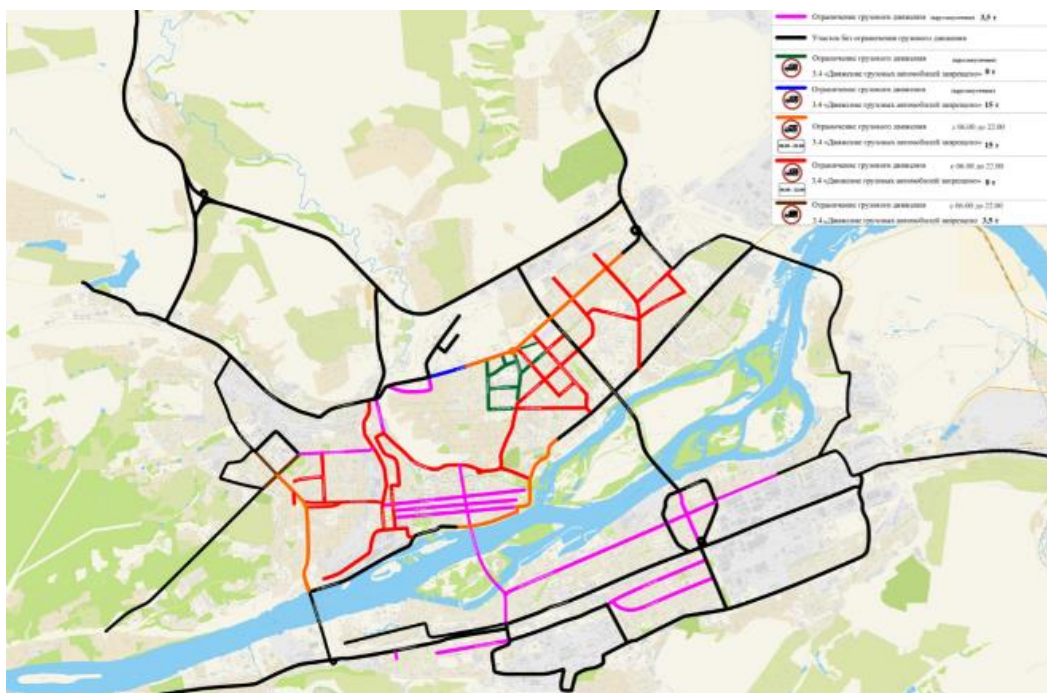 Ограничение грузового движения (круглосуточное) 3,5 т
Участок без ограничения грузового движения
Ограничение грузового движения (круглосуточное)
3.4 «Движение грузовых автомобилей запрещено» 8 т
Ограничение грузового движения (круглосуточное)
3.4 «Движение грузовых автомобилей запрещено» 15 т
Ограничение грузового движения с 06.00 до 22.00
3.4 «Движение грузовых автомобилей запрещено» 15 т
Ограничение грузового движения с 06.00 до 22.00
3.4 «Движение грузовых автомобилей запрещено» 8 т
Ограничение грузового движения с 06.00 до 22.00
3.4 «Движение грузовых автомобилей запрещено» 3,5 т